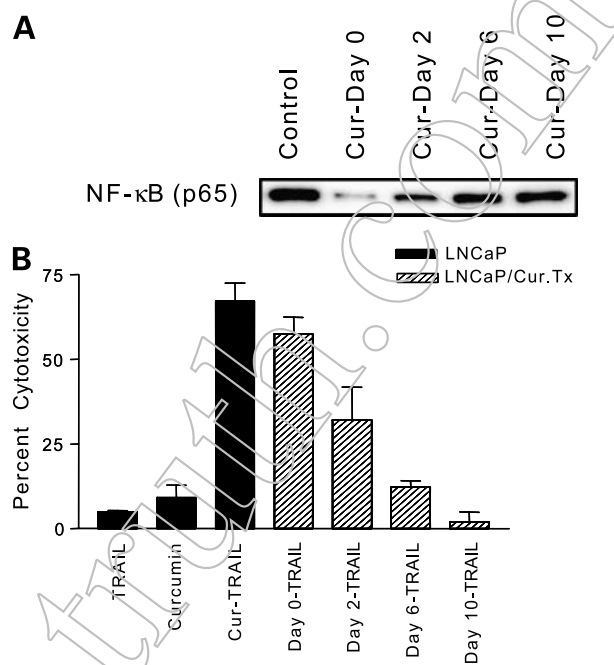 A
Control
Cur-Day 0
Cur-Day 2
Cur-Day 6
Cur-Day 10
NF-κB (p65)
B
LNCaP
LNCaP/Cur.Tx
75
50
25
0
Percent Cytotoxicity
TRAIL
Curcumin
Cur-TRAIL
Day 0-TRAIL
Day 2-TRAIL
Day 6-TRAIL
Day 10-TRAIL
truth.com